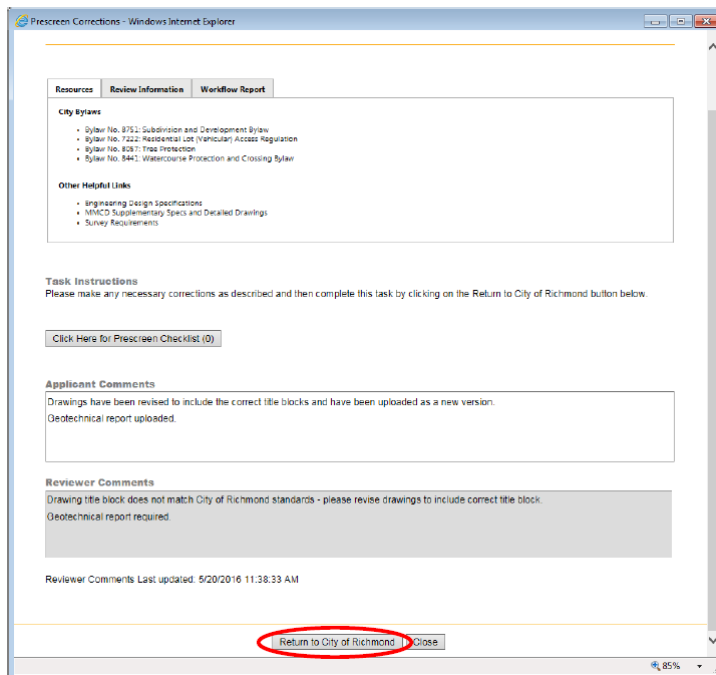 Prescreen Corrections - Windows Internet Explorer
Resources Review Information Workflow Report
City Bylaws
• Bylaw No. 8751: Subdivision and Development Bylaw
• Bylaw No. 7222: Residential Lot (Vehicular) Access Regulation
• Bylaw No. 8057: Tree Protection
• Bylaw No. 8441: Watercourse Protection and Crossing Bylaw
Other Helpful Links
• Engineering Design Specifications
• MMCD Supplementary Specs and Detailed Drawings
• Survey Requirements
Task Instructions
Please make any necessary corrections as described and then complete this task by clicking on the Return to City of Richmond button below.
Click Here for Prescreen Checklist (0)
Applicant Comments
Drawings have been revised to include the correct title blocks and have been uploaded as a new version.
Geotechnical report uploaded.
Reviewer Comments
Drawing title block does not match City of Richmond standards - please revise drawings to include correct title block.
Geotechnical report required.
Reviewer Comments Last updated: 5/20/2016 11:38:33 AM
Return to City of Richmond Close
85%